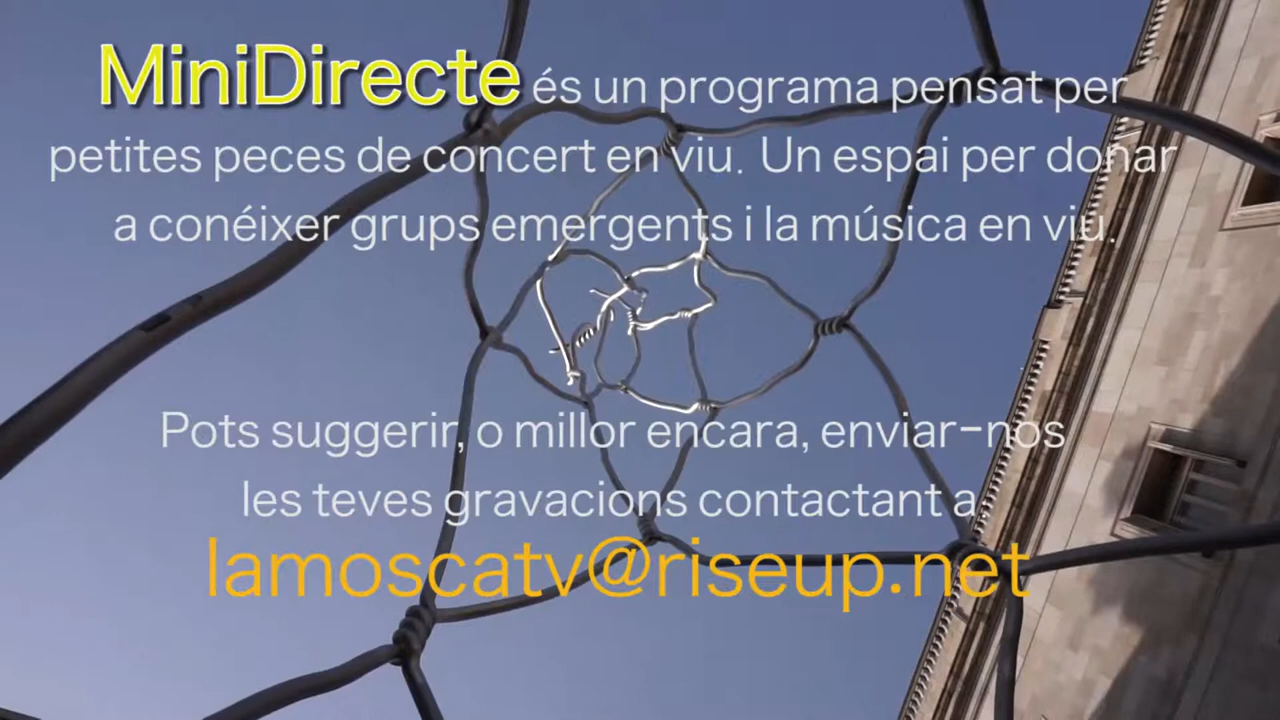 MiniDirecte és un programa pensat per
petites peces de concert en viu. Un espai per donar
a conéixer grups emergents i la música en viu.
Pots suggerir, o millor encara, enviar-nos
les teves gravacions contactant a:
lamoscatv@riseup.net